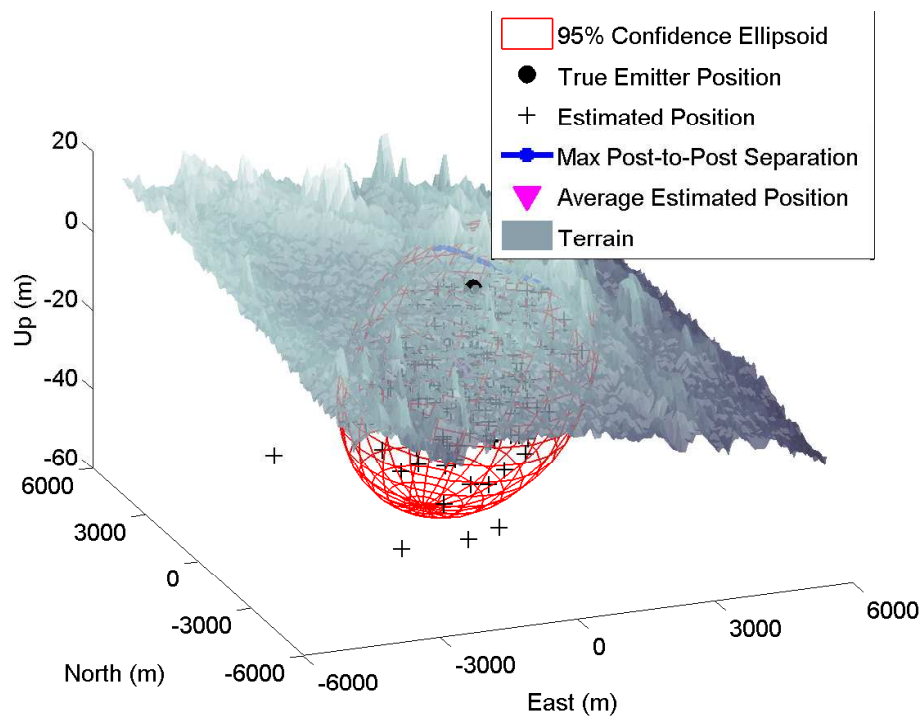 95% Confidence Ellipsoid
True Emitter Position
Estimated Position
Max Post-to-Post Separation
Average Estimated Position
Terrain
20
0
-20
-40
-60
Up (m)
6000
3000
0
-3000
-6000
North (m)
-6000
-3000
0
3000
6000
East (m)